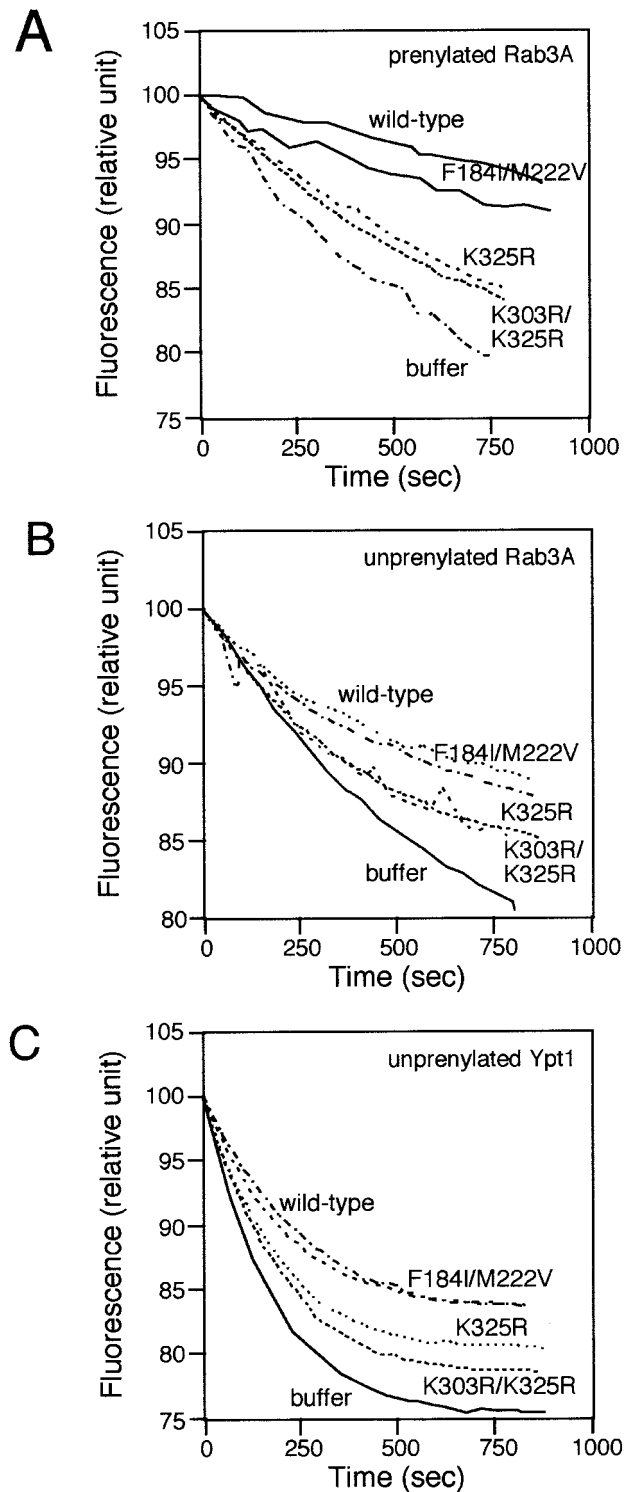 A
105
100
95
90
85
80
75
Fluorescence (relative unit)
prenylated Rab3A
wild-type
F184I/M222V
K325R
K303R/
K325R
buffer
0 250 500 750 1000
Time (sec)
B
105
100
95
90
85
80
Fluorescence (relative unit)
unprenylated Rab3A
wild-type
F184I/M222V
K325R
K303R/
K325R
buffer
0 250 500 750 1000
Time (sec)
C
105
100
95
90
85
80
75
Fluorescence (relative unit)
unprenylated Ypt1
wild-type
F184I/M222V
K325R
K303R/K325R
buffer
0 250 500 750 1000
Time (sec)